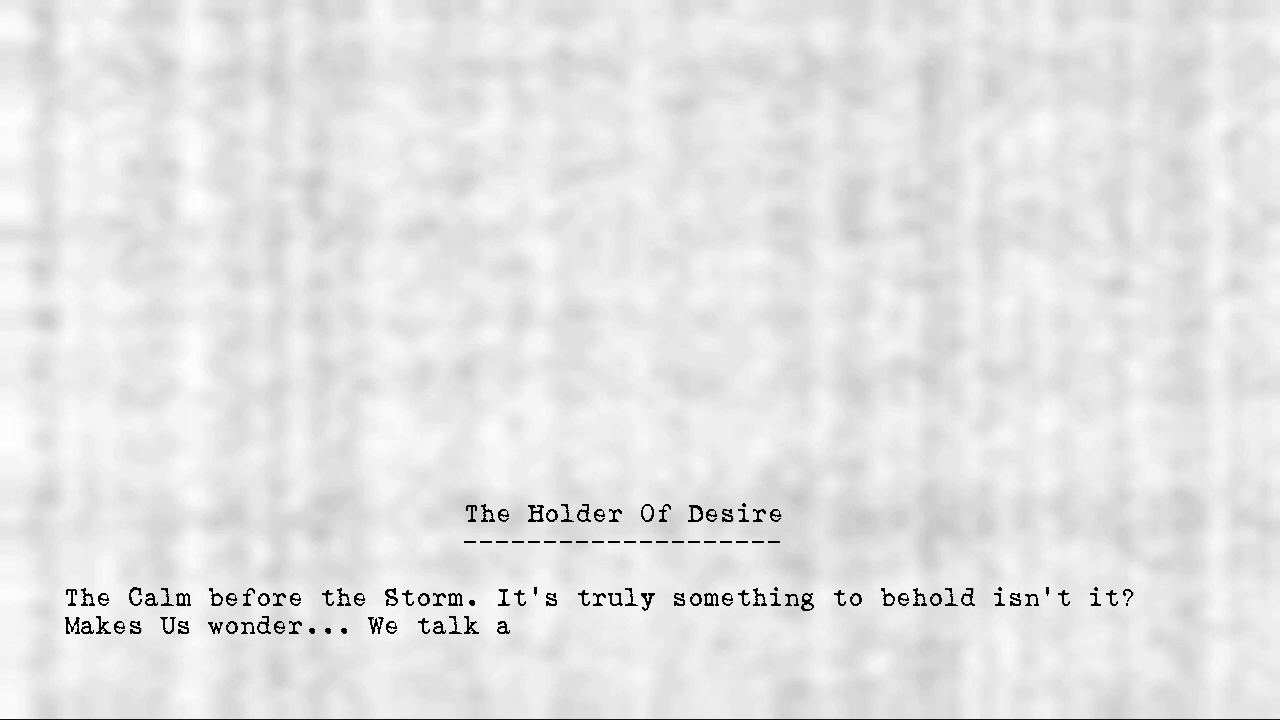 The Holder Of Desire
--------------------
The Calm before the Storm. It's truly something to behold isn't it?
Makes Us wonder... We talk a